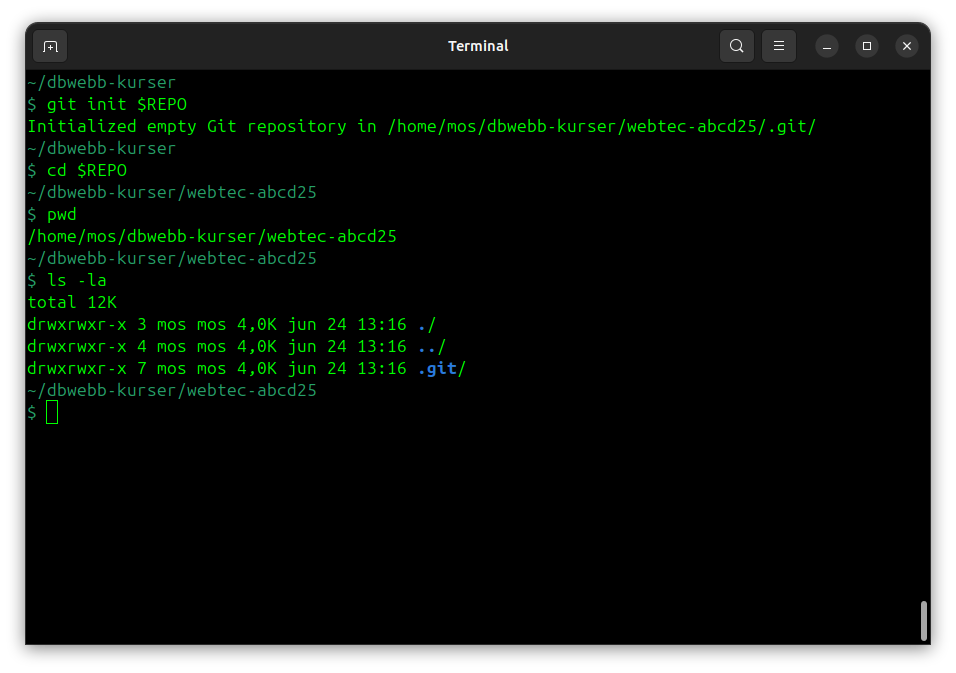 Terminal
~/dbwebb-kurser
$ git init $REPO
Initialized empty Git repository in /home/mos/dbwebb-kurser/webtec-abcd25/.git/
~/dbwebb-kurser
$ cd $REPO
~/dbwebb-kurser/webtec-abcd25
$ pwd
/home/mos/dbwebb-kurser/webtec-abcd25
~/dbwebb-kurser/webtec-abcd25
$ ls -la
total 12K
drwxrwxr-x 3 mos mos 4,0K jun 24 13:16 ./
drwxrwxr-x 4 mos mos 4,0K jun 24 13:16 ../
drwxrwxr-x 7 mos mos 4,0K jun 24 13:16 .git/
~/dbwebb-kurser/webtec-abcd25
$